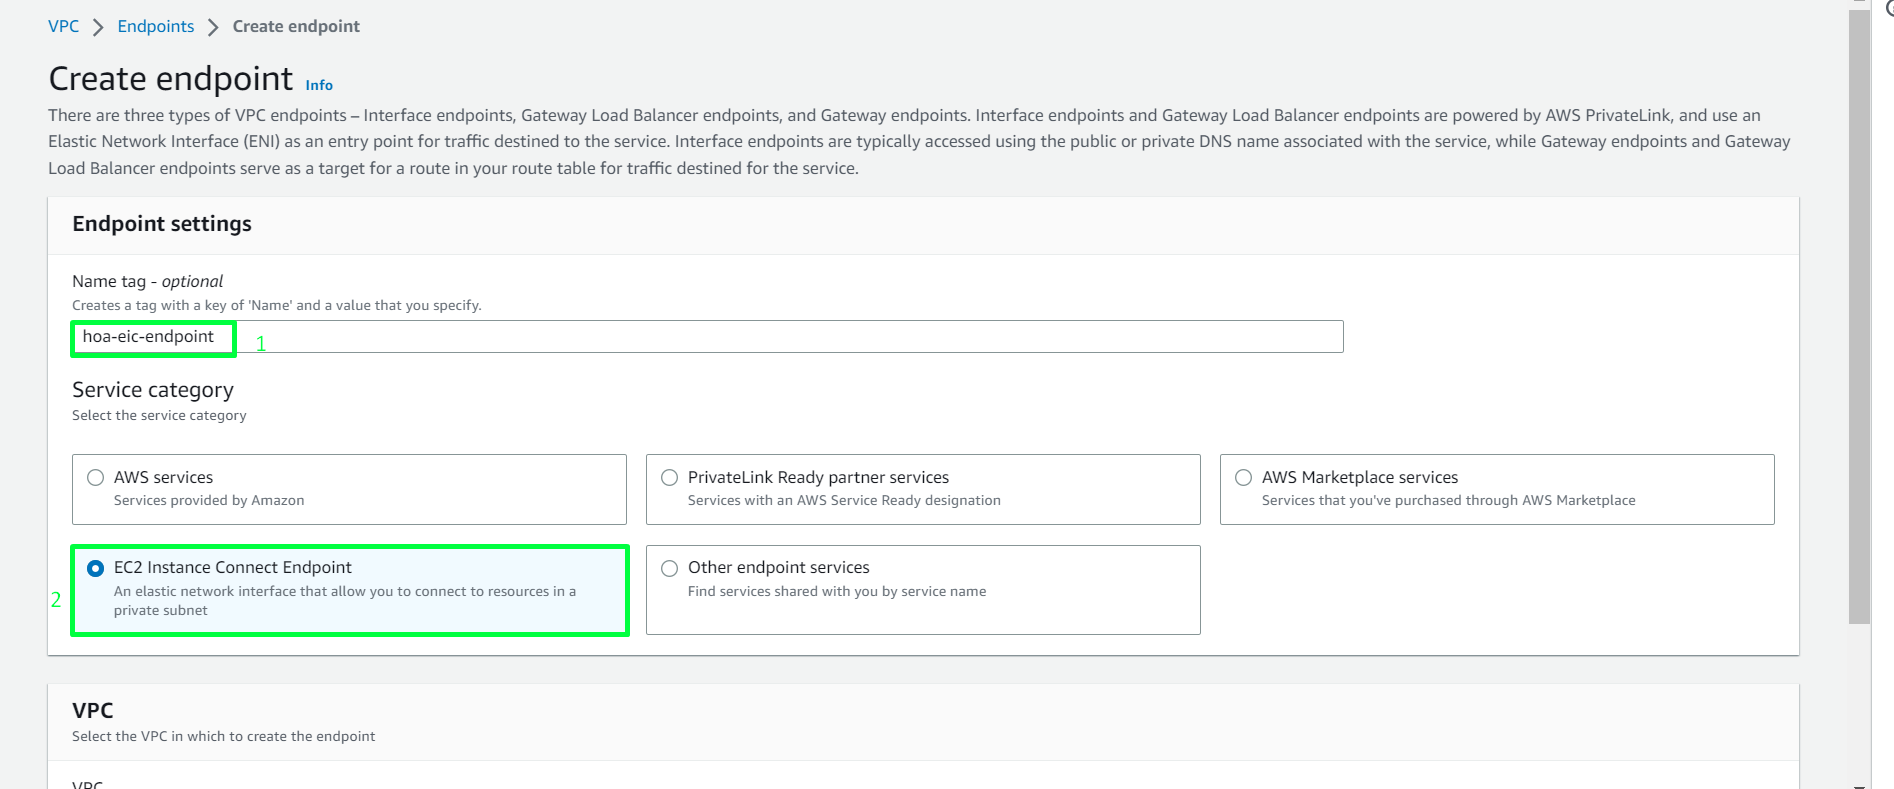 VPC > Endpoints > Create endpoint
Create endpoint Info
There are three types of VPC endpoints – Interface endpoints, Gateway Load Balancer endpoints, and Gateway endpoints. Interface endpoints and Gateway Load Balancer endpoints are powered by AWS PrivateLink, and use an
Elastic Network Interface (ENI) as an entry point for traffic destined to the service. Interface endpoints are typically accessed using the public or private DNS name associated with the service, while Gateway endpoints and Gateway
Load Balancer endpoints serve as a target for a route in your route table for traffic destined for the service.
Endpoint settings
Name tag - optional
Creates a tag with a key of 'Name' and a value that you specify.
hoa-eic-endpoint 1
Service category
Select the service category
AWS services
Services provided by Amazon
PrivateLink Ready partner services
Services with an AWS Service Ready designation
AWS Marketplace services
Services that you've purchased through AWS Marketplace
2
EC2 Instance Connect Endpoint
An elastic network interface that allow you to connect to resources in a
private subnet
Other endpoint services
Find services shared with you by service name
VPC
Select the VPC in which to create the endpoint
VPC